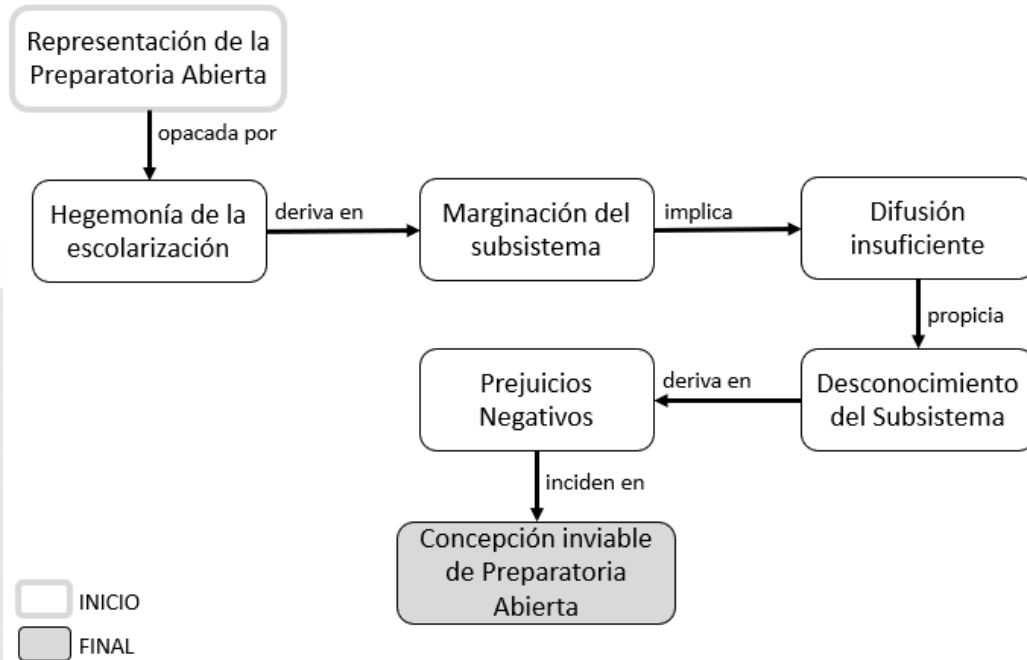 Representación de la
Preparatoria Abierta
opacada por
Hegemonía de la
escolarización
deriva en
Marginación del
subsistema
implica
Difusión
insuficiente
propicia
Desconocimiento
del Subsistema
deriva en
Prejuicios
Negativos
inciden en
Concepción inviable
de Preparatoria
Abierta
INICIO
FINAL